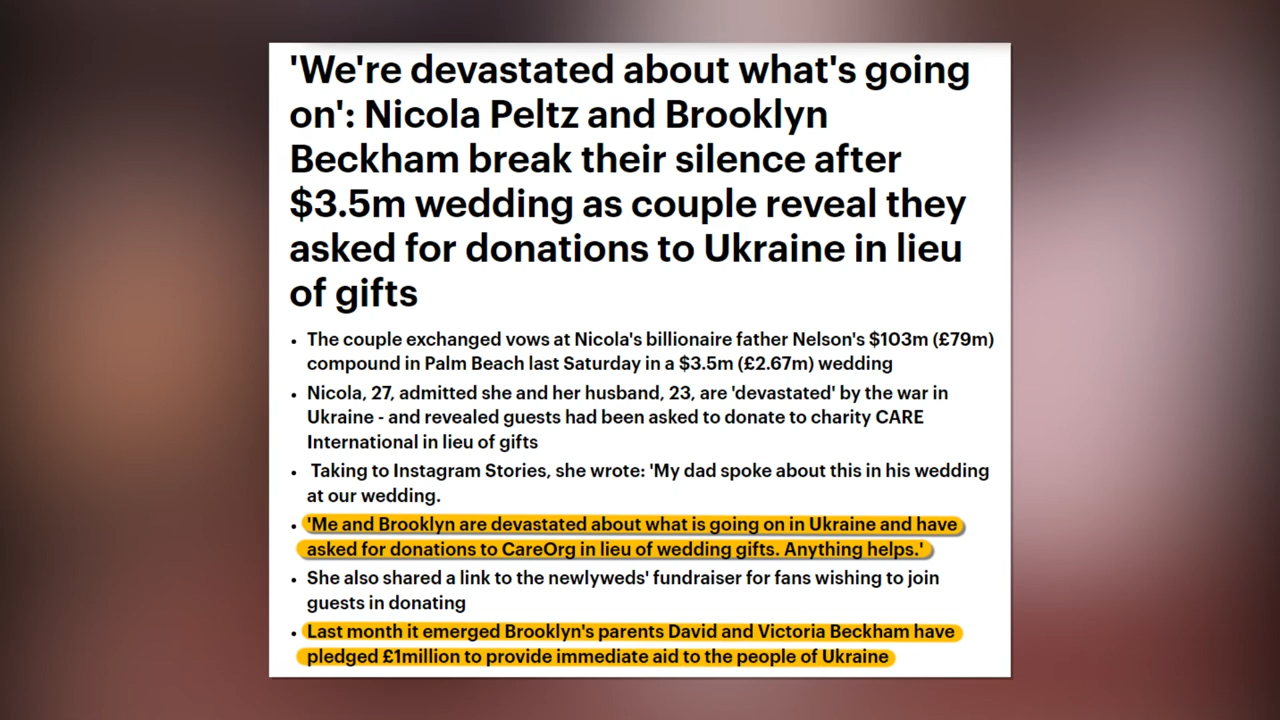 'We're devastated about what's going
on': Nicola Peltz and Brooklyn
Beckham break their silence after
$3.5m wedding as couple reveal they
asked for donations to Ukraine in lieu
of gifts
• The couple exchanged vows at Nicola's billionaire father Nelson's $103m (£79m)
compound in Palm Beach last Saturday in a $3.5m (£2.67m) wedding
• Nicola, 27, admitted she and her husband, 23, are 'devastated' by the war in
Ukraine - and revealed guests had been asked to donate to charity CARE
International in lieu of gifts
• Taking to Instagram Stories, she wrote: 'My dad spoke about this in his wedding
at our wedding.
• 'Me and Brooklyn are devastated about what is going on in Ukraine and have
asked for donations to CareOrg in lieu of wedding gifts. Anything helps.'
• She also shared a link to the newlyweds' fundraiser for fans wishing to join
guests in donating
• Last month it emerged Brooklyn's parents David and Victoria Beckham have
pledged £1million to provide immediate aid to the people of Ukraine